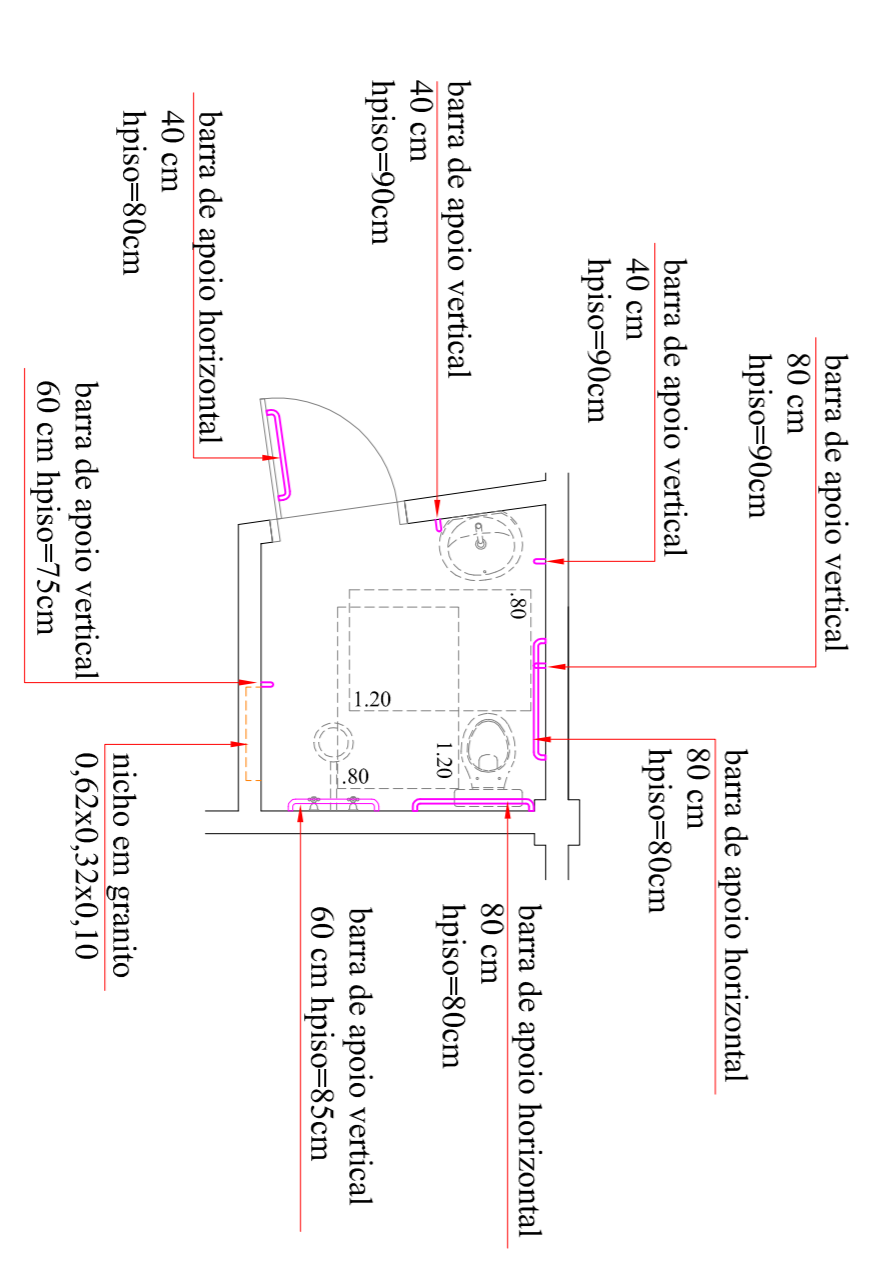 barra de apoio vertical
80 cm
hpiso=90cm
barra de apoio horizontal
80 cm
hpiso=80cm
barra de apoio vertical
40 cm
hpiso=90cm
barra de apoio horizontal
80 cm
hpiso=80cm
barra de apoio vertical
40 cm
hpiso=90cm
barra de apoio vertical
60 cm hpiso=85cm
barra de apoio horizontal
40 cm
hpiso=80cm
nicho em granito
0,62x0,32x0,10
barra de apoio vertical
60 cm hpiso=75cm
.80
1.20
1.20
.80